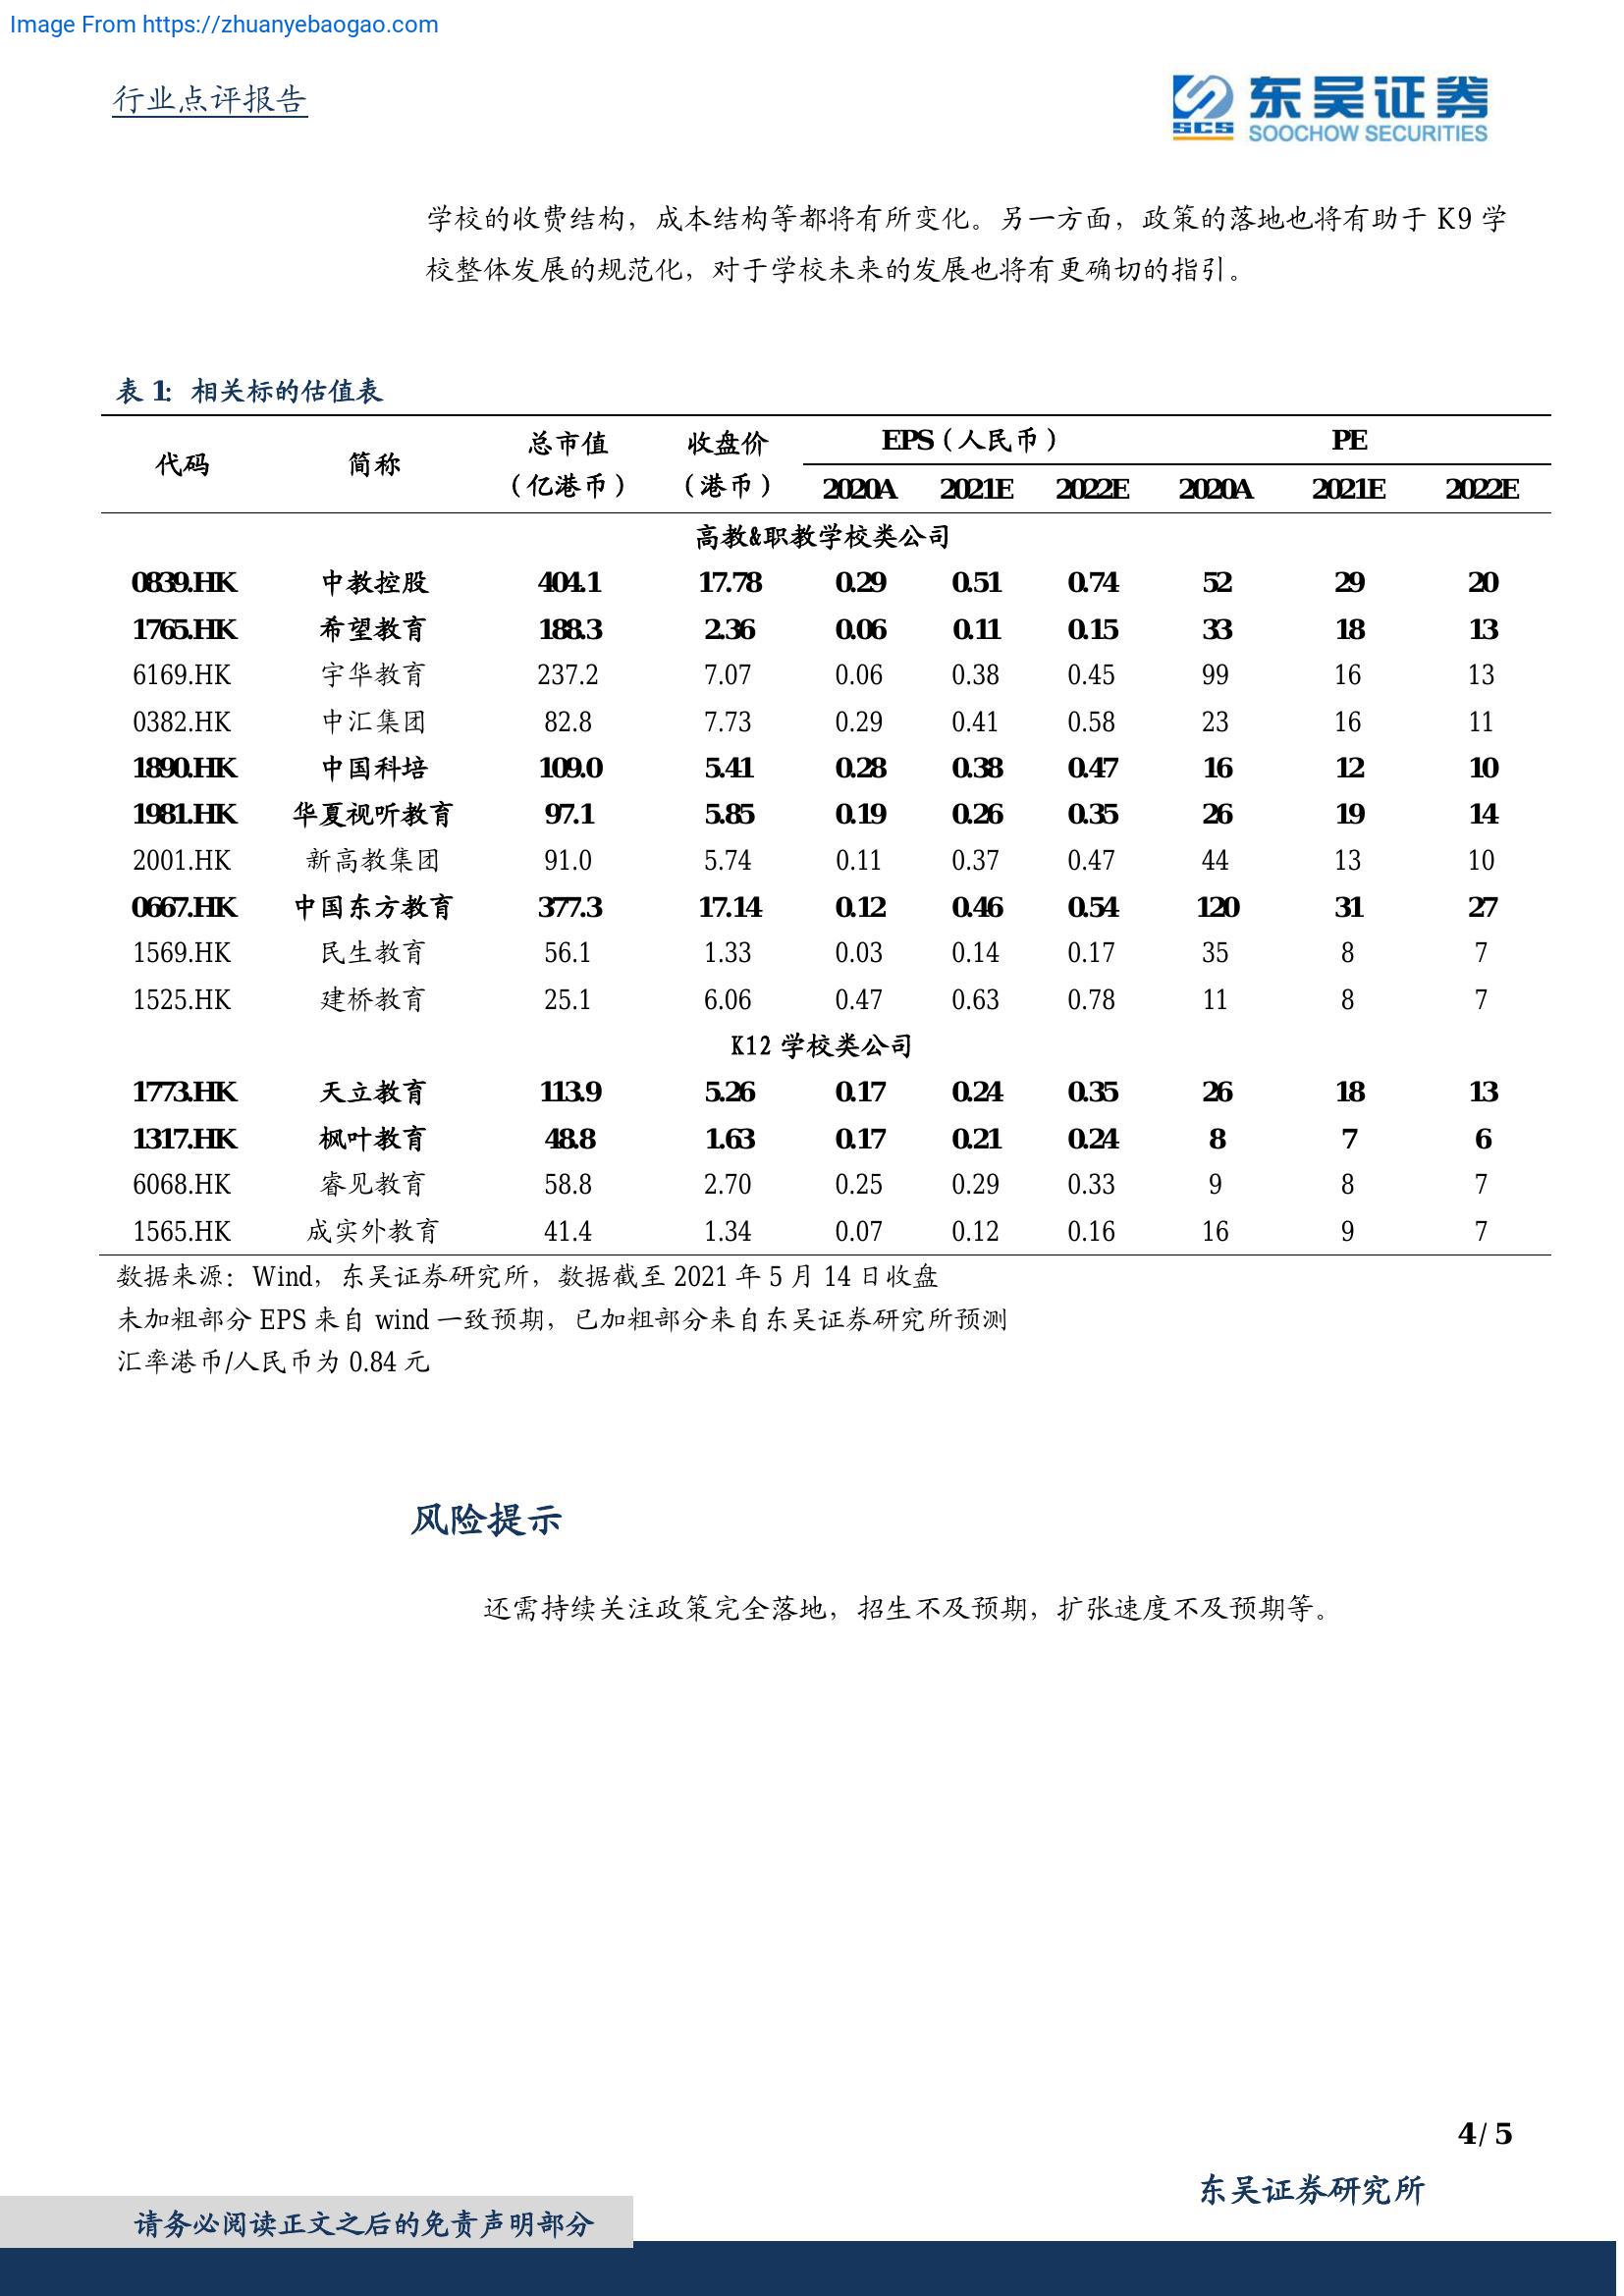 Image From https://zhuanyebaogao.com
行业点评报告
东吴证券
SCS
SOOCHOW SECURITIES
学校的收费结构，成本结构等都将有所变化。另一方面，政策的落地也将有助于 K9 学
校整体发展的规范化，对于学校未来的发展也将有更确切的指引。
表 1：相关标的估值表
代码 简称 总市值（亿港币） 收盘价（港币） EPS（人民币） PE
2020A 2021E 2022E 2020A 2021E 2022E
高教&职教学校类公司
0839.HK 中教控股 404.1 17.78 0.29 0.51 0.74 52 29 20
1765.HK 希望教育 188.3 2.36 0.06 0.11 0.15 33 18 13
6169.HK 宇华教育 237.2 7.07 0.06 0.38 0.45 99 16 13
0382.HK 中汇集团 82.8 7.73 0.29 0.41 0.58 23 16 11
1890.HK 中国科培 109.0 5.41 0.28 0.38 0.47 16 12 10
1981.HK 华夏视听教育 97.1 5.85 0.19 0.26 0.35 26 19 14
2001.HK 新高教集团 91.0 5.74 0.11 0.37 0.47 44 13 10
0667.HK 中国东方教育 377.3 17.14 0.12 0.46 0.54 120 31 27
1569.HK 民生教育 56.1 1.33 0.03 0.14 0.17 35 8 7
1525.HK 建桥教育 25.1 6.06 0.47 0.63 0.78 11 8 7
K12 学校类公司
1773.HK 天立教育 113.9 5.26 0.17 0.24 0.35 26 18 13
1317.HK 枫叶教育 48.8 1.63 0.17 0.21 0.24 8 7 6
6068.HK 睿见教育 58.8 2.70 0.25 0.29 0.33 9 8 7
1565.HK 成实外教育 41.4 1.34 0.07 0.12 0.16 16 9 7
数据来源：Wind，东吴证券研究所，数据截至 2021 年 5 月 14 日收盘
未加粗部分 EPS 来自 wind 一致预期，已加粗部分来自东吴证券研究所预测
汇率港币/人民币为 0.84 元
风险提示
还需持续关注政策完全落地，招生不及预期，扩张速度不及预期等。
4 / 5
东吴证券研究所
请务必阅读正文之后的免责声明部分